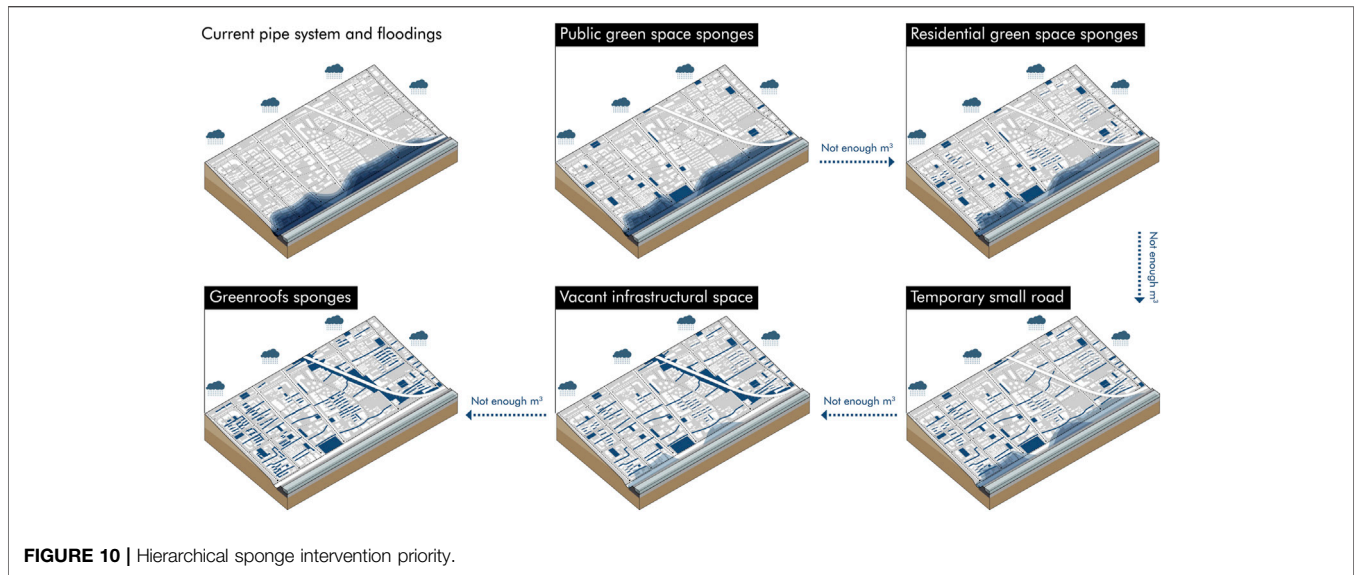 Current pipe system and floodings
Public green space sponges
Residential green space sponges
Not enough m³
Not enough m³
Greenroofs sponges
Vacant infrastructural space
Temporary small road
Not enough m³
Not enough m³
FIGURE 10 | Hierarchical sponge intervention priority.